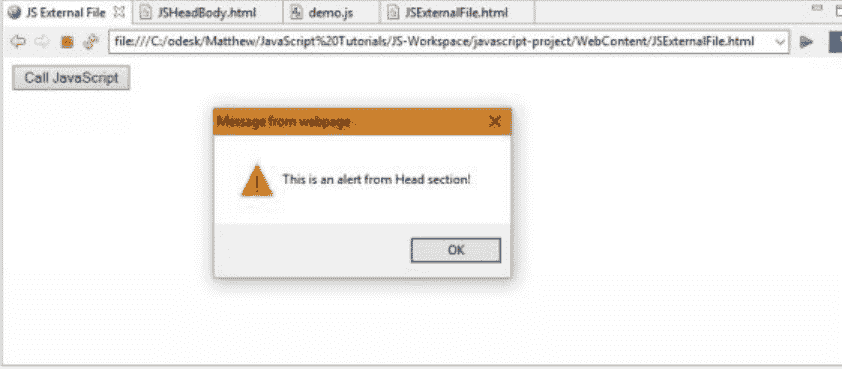 JS External File JSHeadBody.html demo.js JSExternalFile.html
file:///C:/odesk/Matthew/JavaScript%20Tutorials/JS-Workspace/javascript-project/WebContent/JSExternalFile.html
Call JavaScript
Message from webpage
This is an alert from Head section!
OK